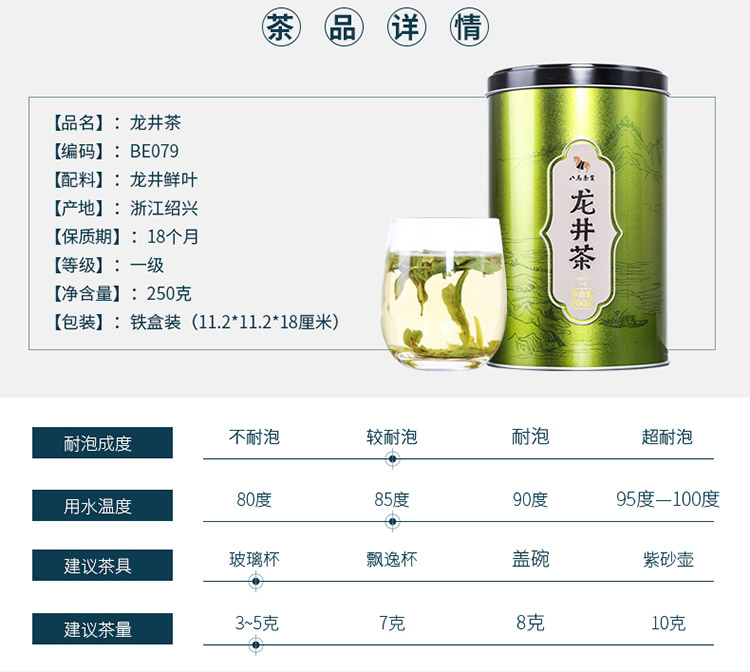 茶品详情
【品名】：龙井茶
【编码】：BE079
【配料】：龙井鲜叶
【产地】：浙江绍兴
【保质期】：18个月
【等级】：一级
【净含量】：250克
【包装】：铁盒装（11.2*11.2*18厘米）
八马茶业
龙井茶
耐泡成度 不耐泡 较耐泡 耐泡 超耐泡
用水温度 80度 85度 90度 95度—100度
建议茶具 玻璃杯 飘逸杯 盖碗 紫砂壶
建议茶量 3~5克 7克 8克 10克